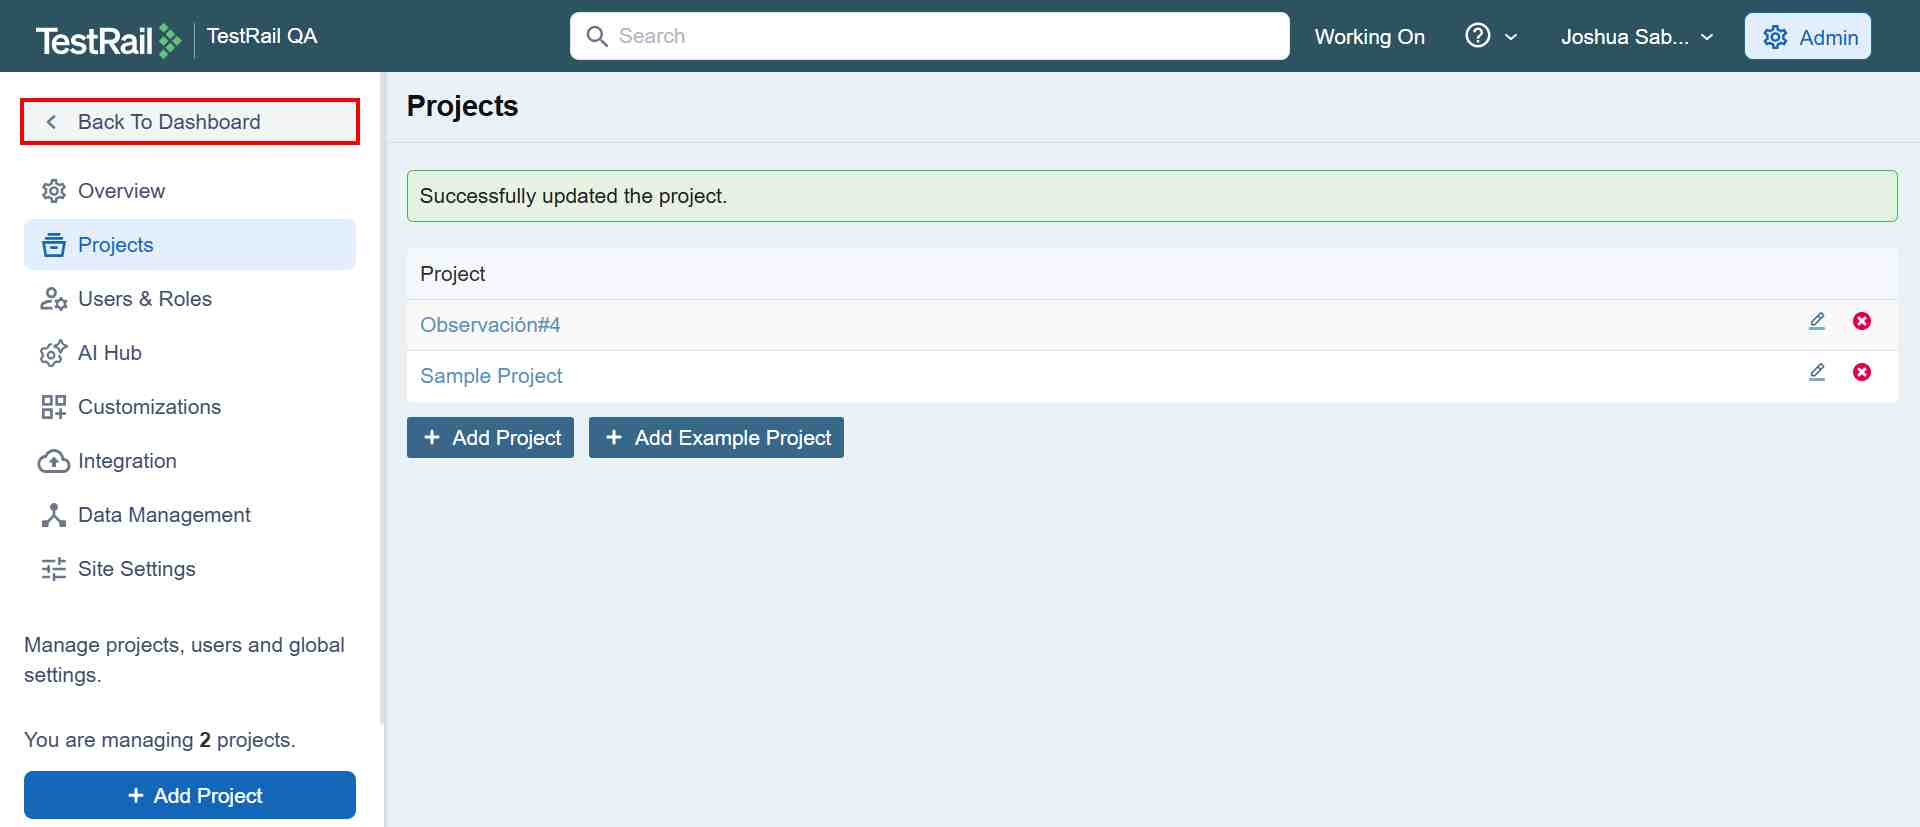 TestRail
TestRail QA
Search
Working On
Joshua Sab...
Admin
Back To Dashboard
Overview
Projects
Users & Roles
AI Hub
Customizations
Integration
Data Management
Site Settings
Manage projects, users and global
settings.
You are managing 2 projects.
+ Add Project
Projects
Successfully updated the project.
Project
Observación#4
Sample Project
+ Add Project
+ Add Example Project